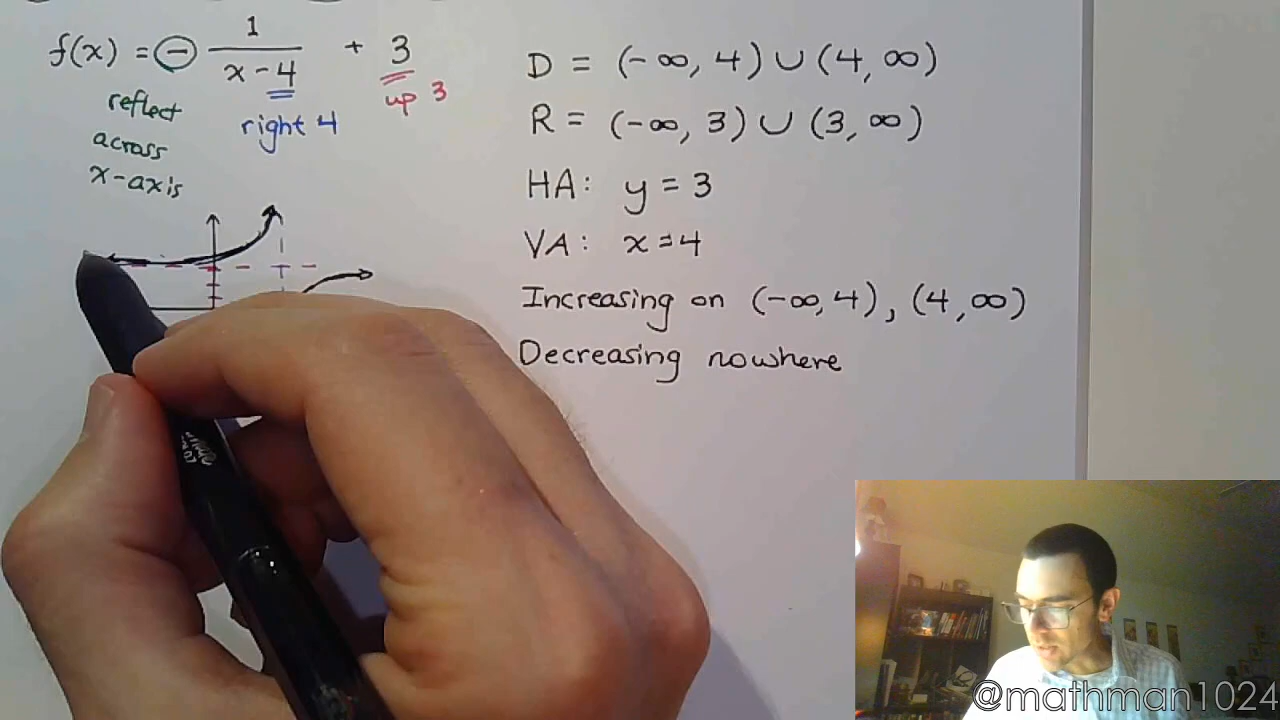 f(x) = - 1/(x - 4) + 3
reflect across x-axis
right 4
up 3
D = (-∞, 4) ∪ (4, ∞)
R = (-∞, 3) ∪ (3, ∞)
HA: y = 3
VA: x = 4
Increasing on (-∞, 4), (4, ∞)
Decreasing nowhere
@mathman1024